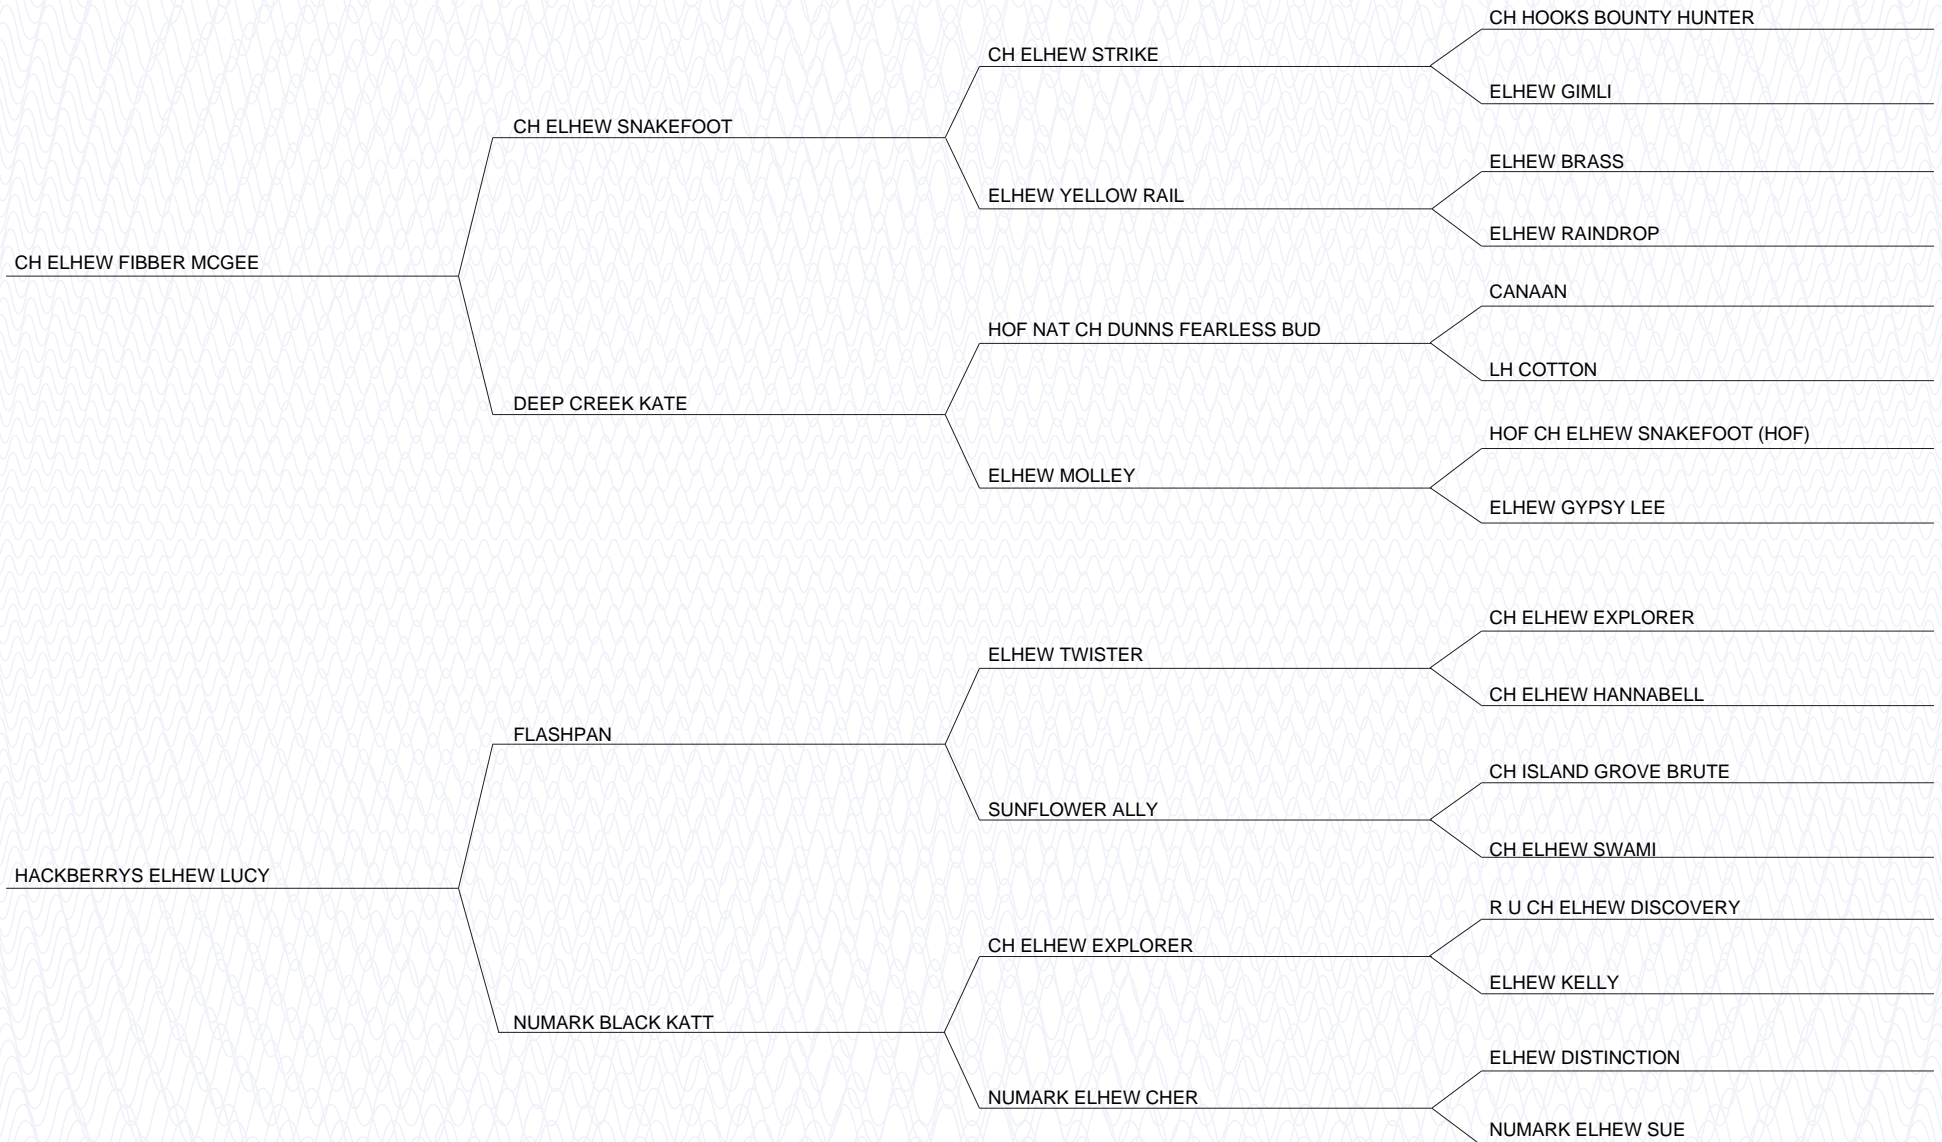 CH HOOKS BOUNTY HUNTER
CH ELHEW STRIKE
ELHEW GIMLI
CH ELHEW SNAKEFOOT
ELHEW BRASS
ELHEW YELLOW RAIL
ELHEW RAINDROP
CH ELHEW FIBBER MCGEE
CANAAN
HOF NAT CH DUNNS FEARLESS BUD
LH COTTON
DEEP CREEK KATE
HOF CH ELHEW SNAKEFOOT (HOF)
ELHEW MOLLEY
ELHEW GYPSY LEE
CH ELHEW EXPLORER
ELHEW TWISTER
CH ELHEW HANNABELL
FLASHPAN
CH ISLAND GROVE BRUTE
SUNFLOWER ALLY
CH ELHEW SWAMI
HACKBERRYS ELHEW LUCY
R U CH ELHEW DISCOVERY
CH ELHEW EXPLORER
ELHEW KELLY
NUMARK BLACK KATT
ELHEW DISTINCTION
NUMARK ELHEW CHER
NUMARK ELHEW SUE